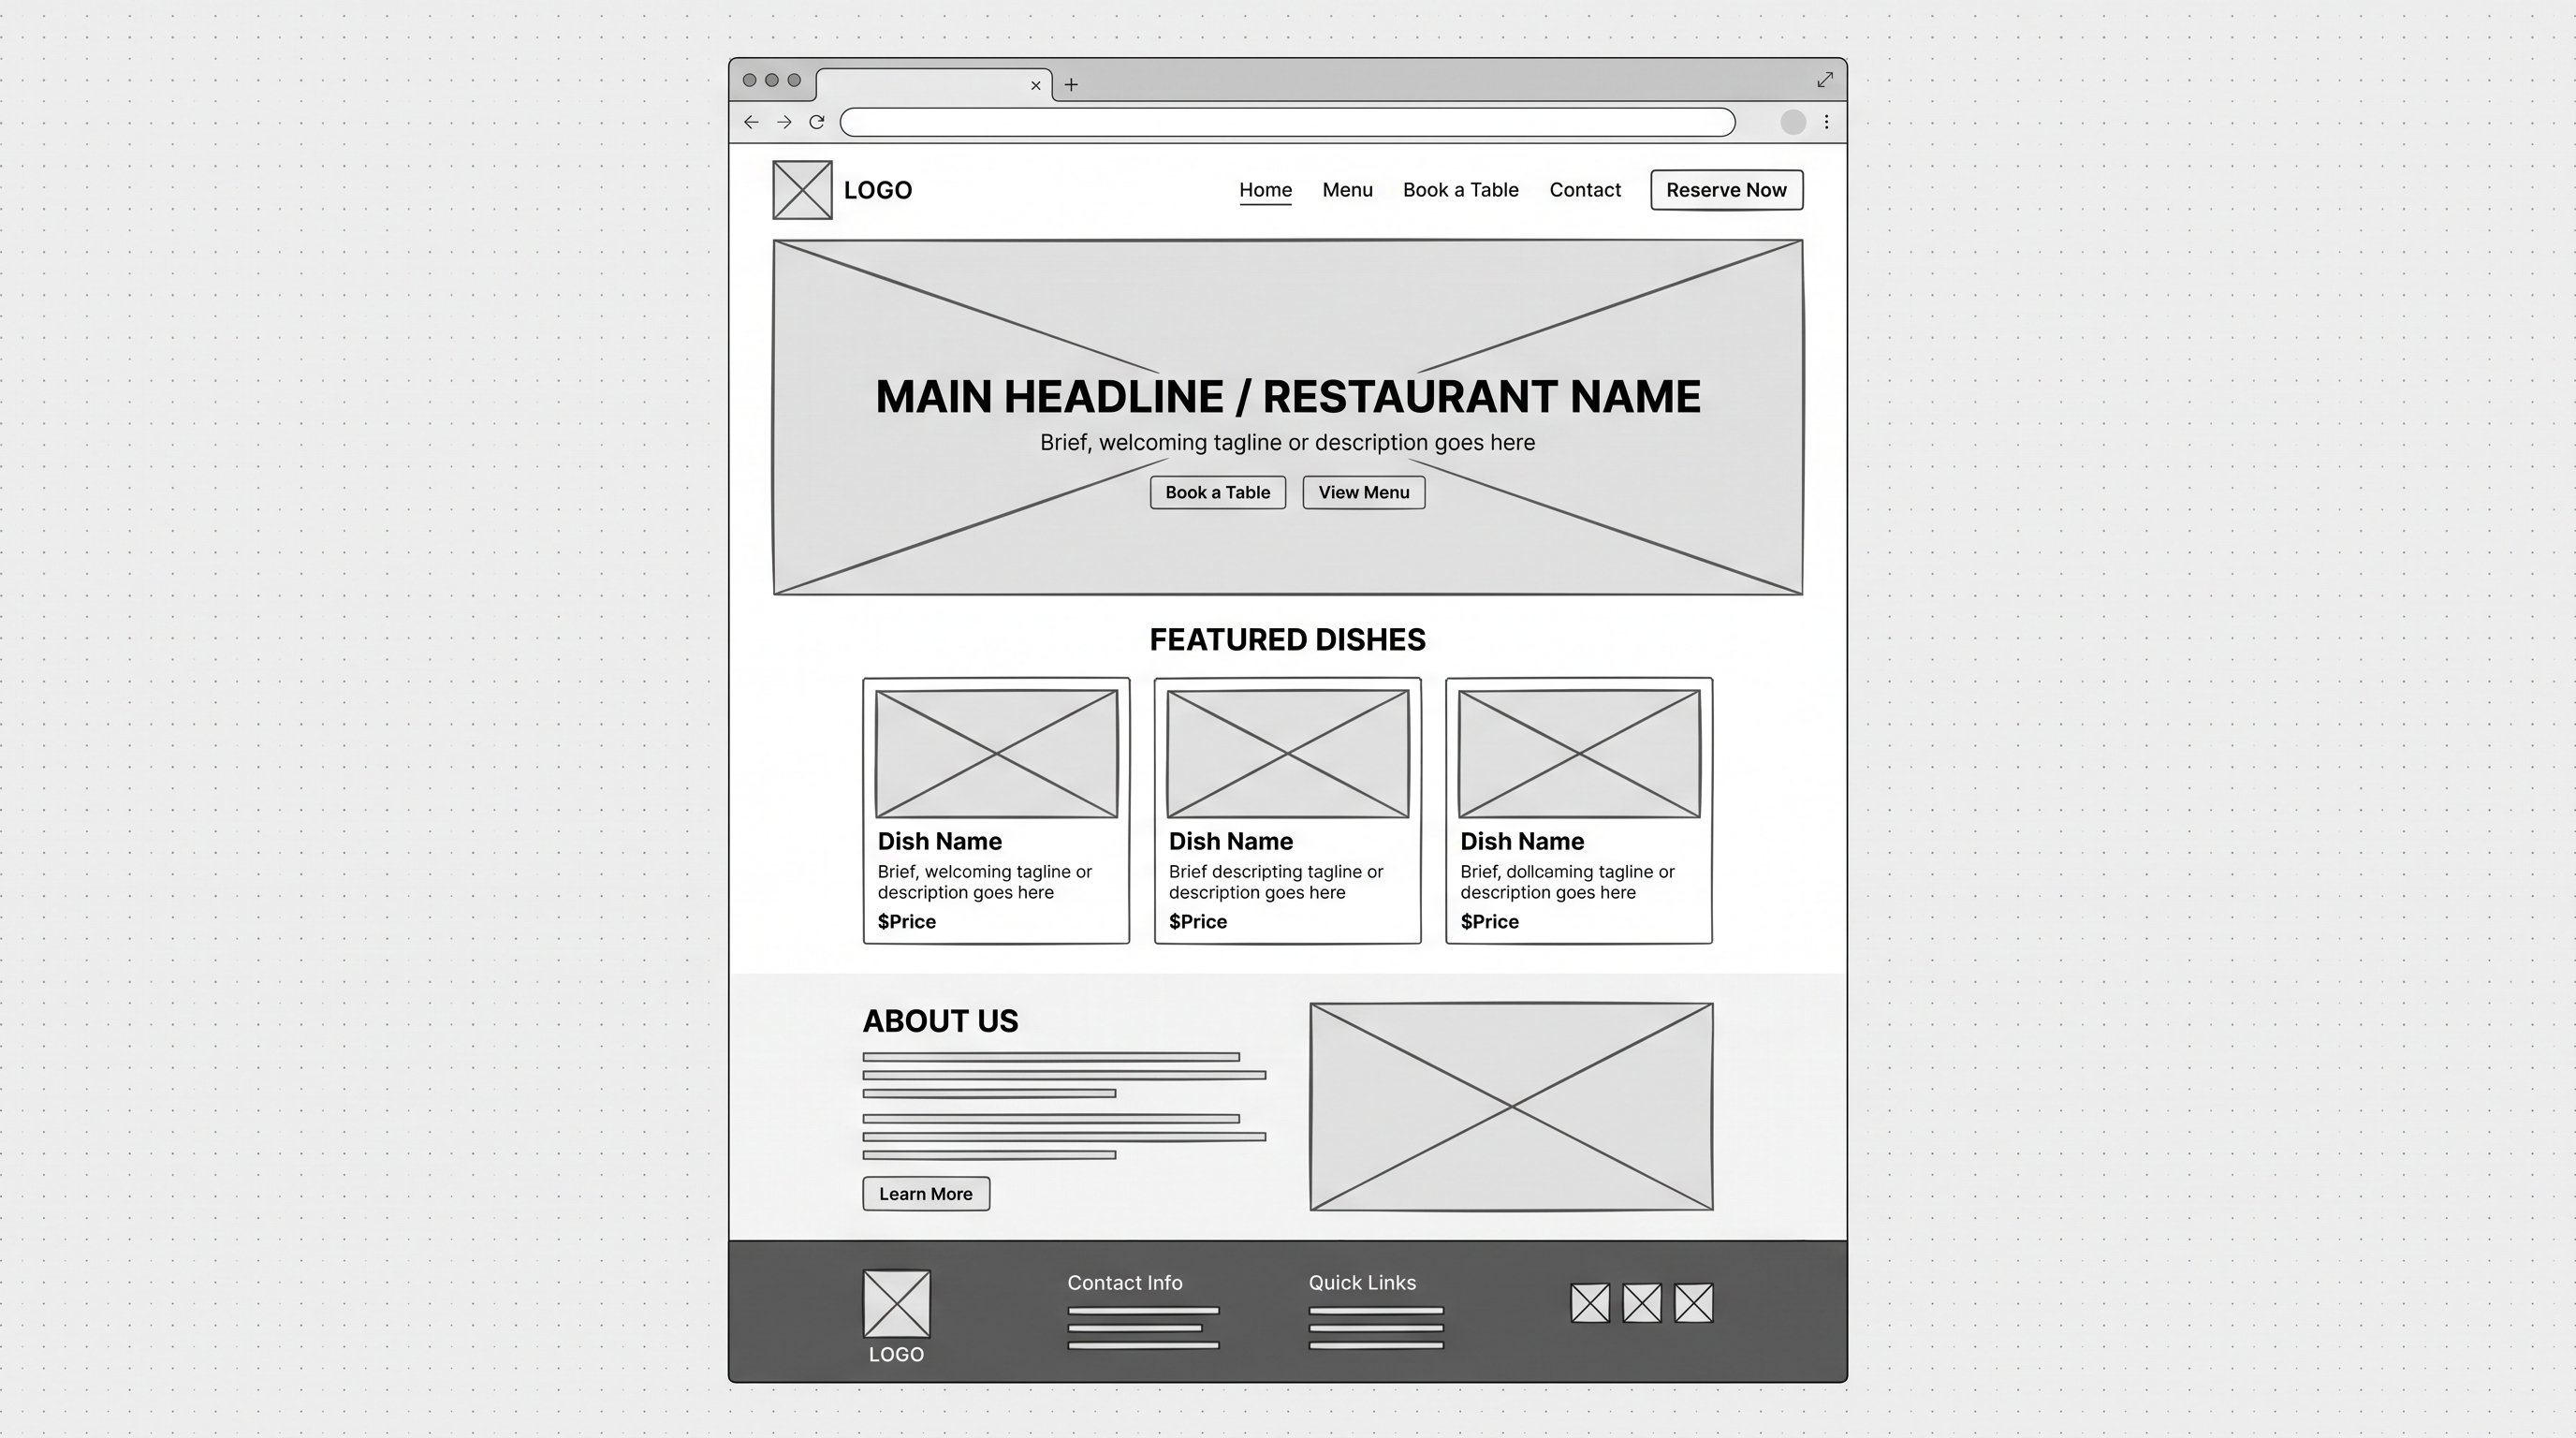 LOGO
Home Menu Book a Table Contact Reserve Now
MAIN HEADLINE / RESTAURANT NAME
Brief, welcoming tagline or description goes here
Book a Table View Menu
FEATURED DISHES
Dish Name
Brief, welcoming tagline or
description goes here
$Price
Dish Name
Brief descripting tagline or
description goes here
$Price
Dish Name
Brief, dollcaming tagline or
description goes here
$Price
ABOUT US
Learn More
LOGO
Contact Info
Quick Links